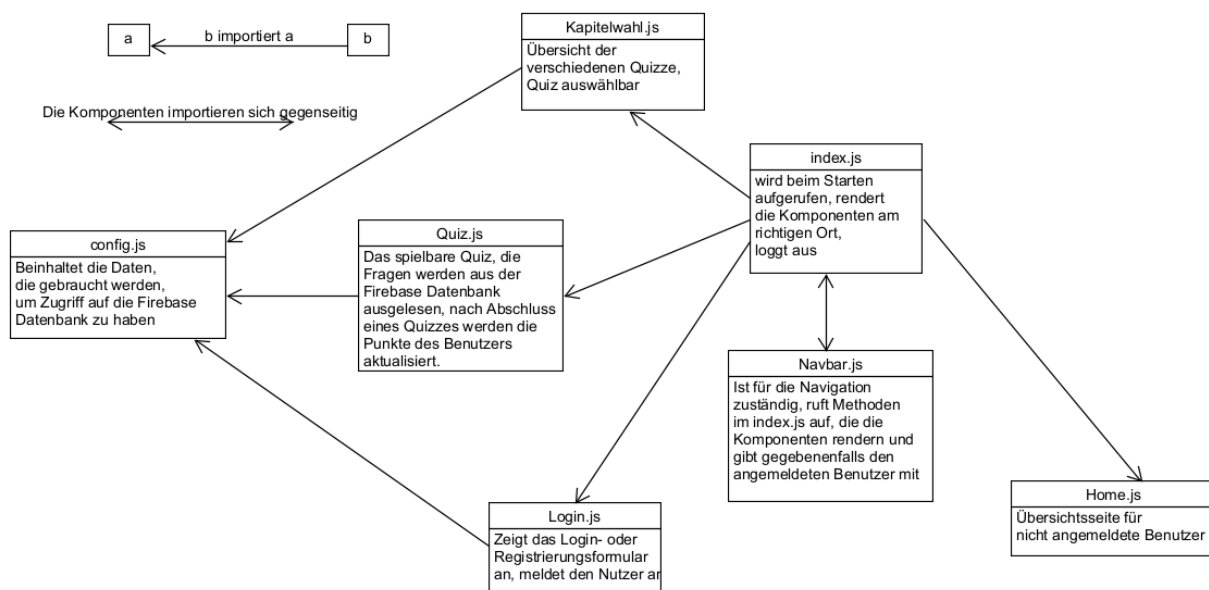 a
b importiert a
b
Die Komponenten importieren sich gegenseitig
Kapitelwahl.js
Übersicht der
verschiedenen Quizze,
Quiz auswählbar
index.js
wird beim Starten
aufgerufen, rendert
die Komponenten am
richtigen Ort,
loggt aus
config.js
Beinhaltet die Daten,
die gebraucht werden,
um Zugriff auf die Firebase
Datenbank zu haben
Quiz.js
Das spielbare Quiz, die
Fragen werden aus der
Firebase Datenbank
ausgelesen, nach Abschluss
eines Quizzes werden die
Punkte des Benutzers
aktualisiert.
Navbar.js
Ist für die Navigation
zuständig, ruft Methoden
im index.js auf, die die
Komponenten rendern und
gibt gegebenenfalls den
angemeldeten Benutzer mit
Login.js
Zeigt das Login- oder
Registrierungsformular
an, meldet den Nutzer an
Home.js
Übersichtsseite für
nicht angemeldete Benutzer